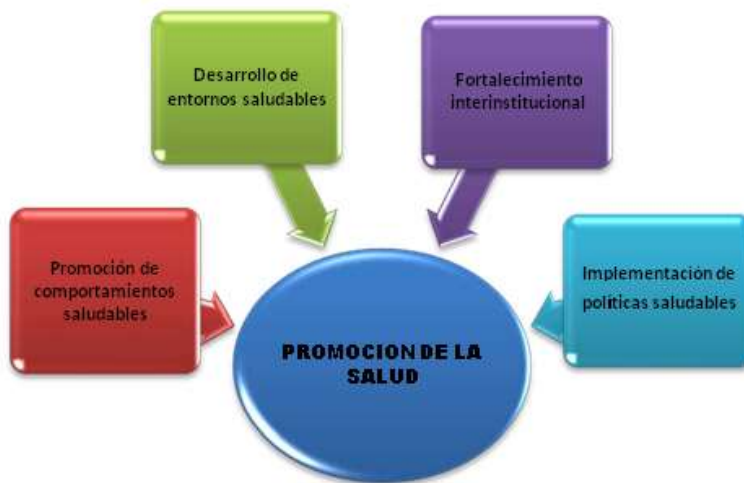 Desarrollo de
entornos saludables
Fortalecimiento
interinstitucional
Promoción de
comportamientos
saludables
Implementación de
políticas saludables
PROMOCION DE LA
SALUD